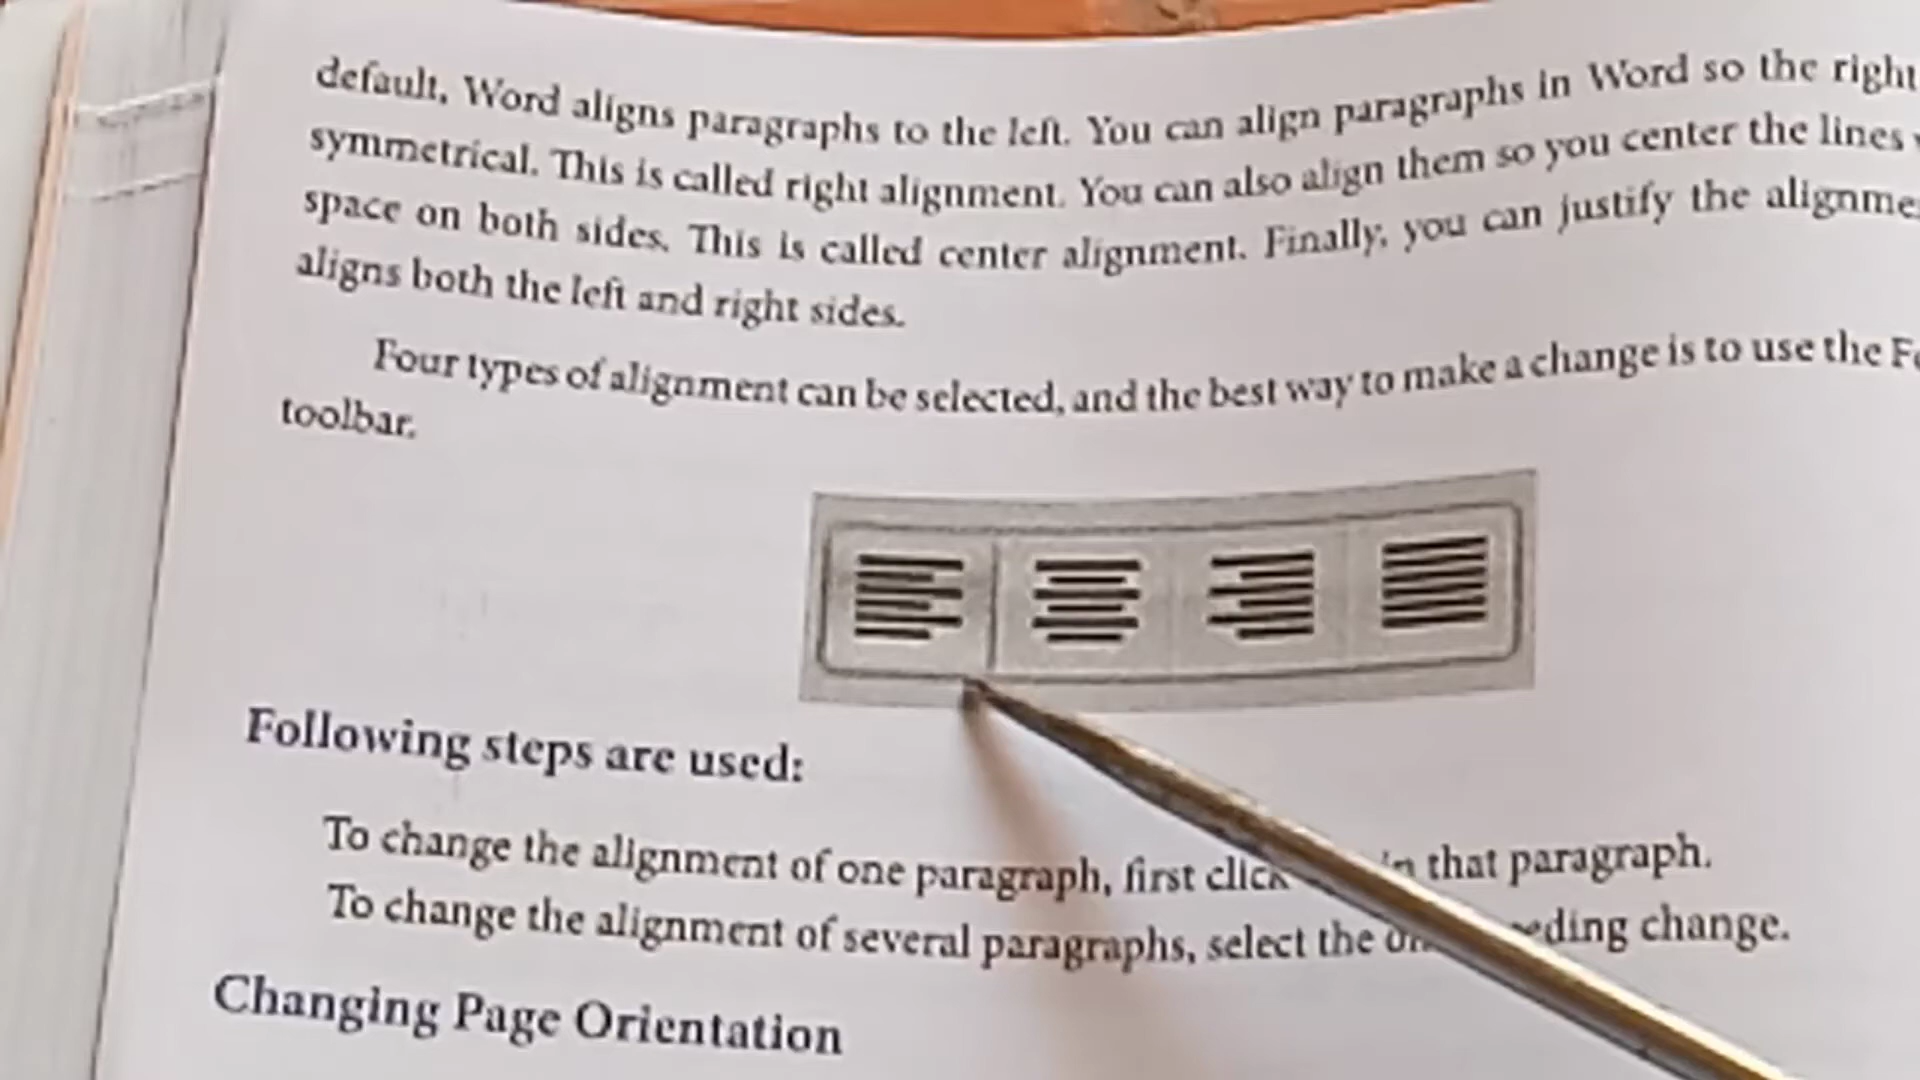 default, Word aligns paragraphs to the left. You can align paragraphs in Word so the right
symmetrical. This is called right alignment. You can also align them so you center the lines
space on both sides. This is called center alignment. Finally, you can justify the
aligns both the left and right sides.
Four types of alignment can be selected, and the best way to make a change is to use the
toolbar.
Following steps are used:
To change the alignment of one paragraph, first click in that paragraph.
To change the alignment of several paragraphs, select the change.
Changing Page Orientation